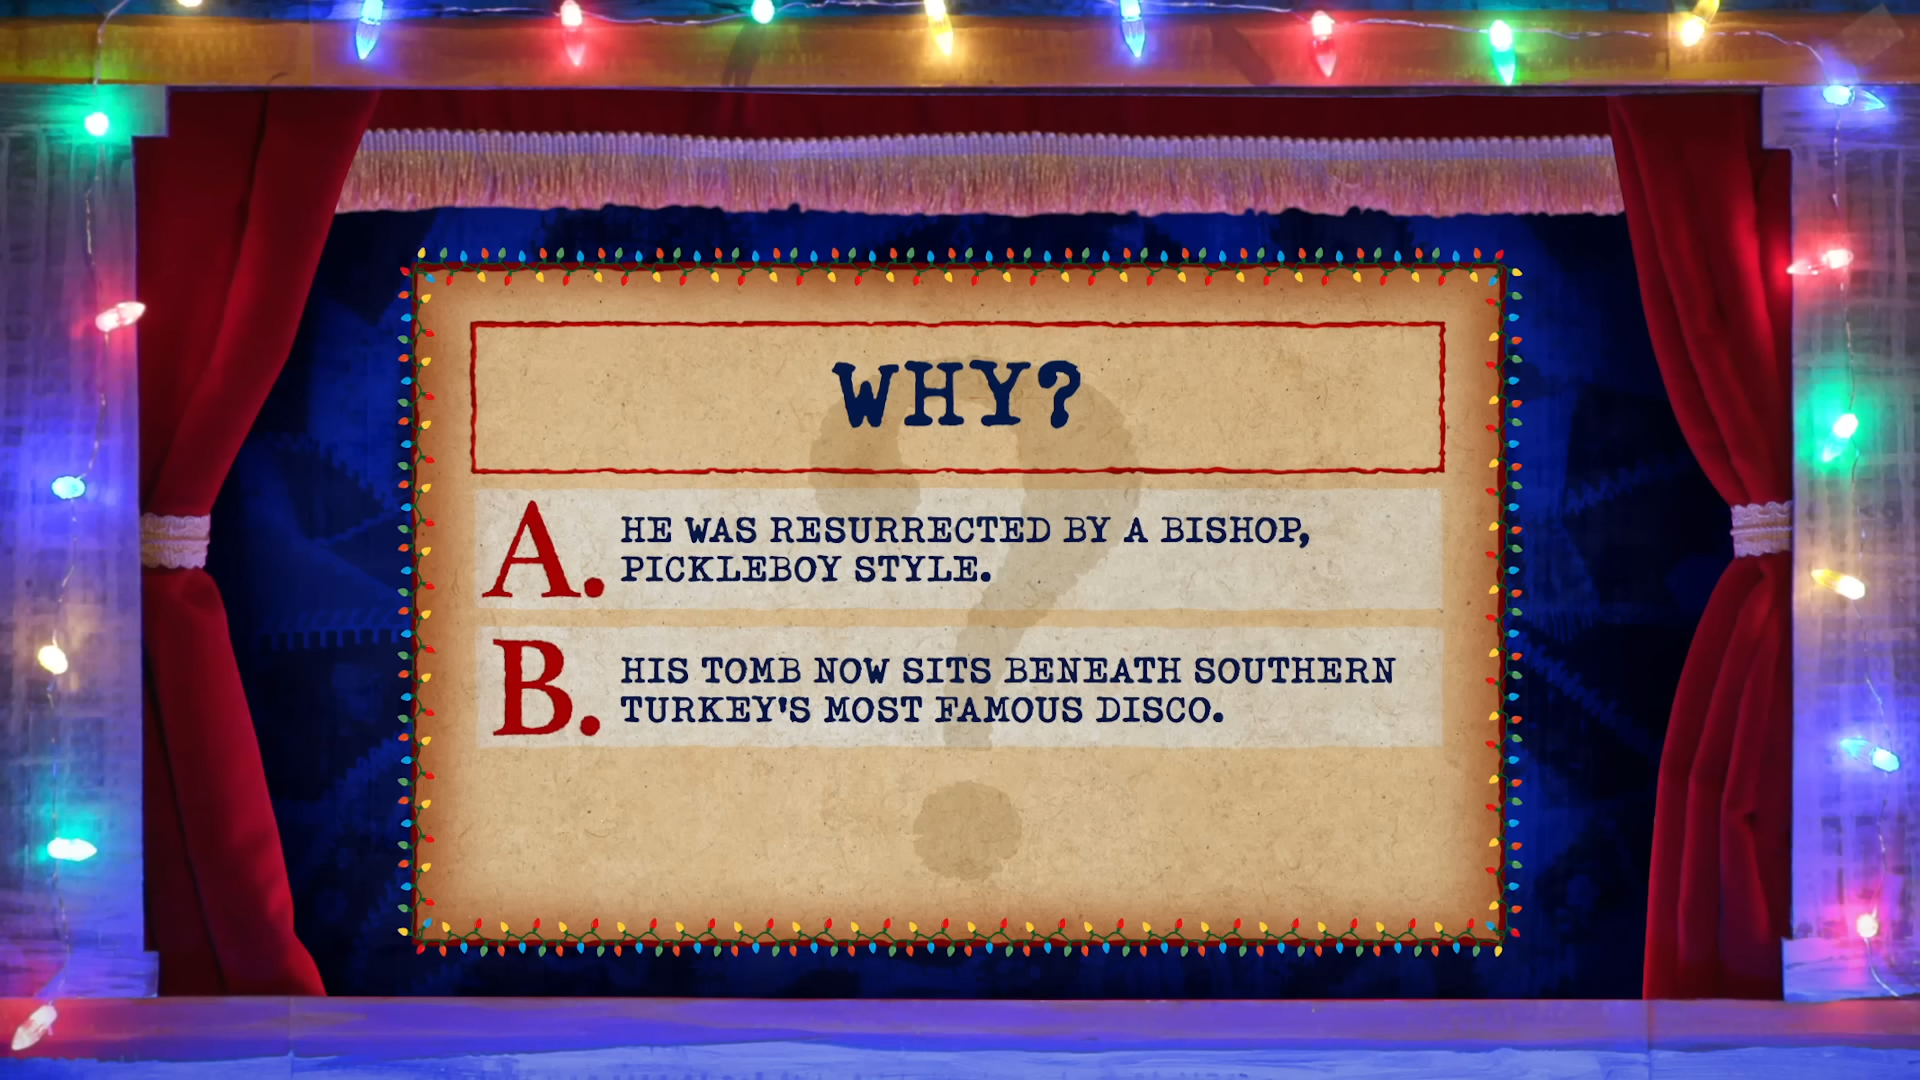 WHY?
A. HE WAS RESURRECTED BY A BISHOP,
PICKLEBOY STYLE.
B. HIS TOMB NOW SITS BENEATH SOUTHERN
TURKEY'S MOST FAMOUS DISCO.